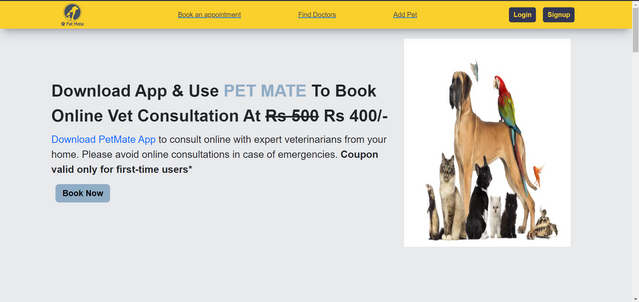 Pet Mate
Book an appointment
Find Doctors
Add Pet
Login
Signup
Download App & Use PET MATE To Book
Online Vet Consultation At Rs 500 Rs 400/-
Download PetMate App to consult online with expert veterinarians from your
home. Please avoid online consultations in case of emergencies. Coupon
valid only for first-time users*
Book Now